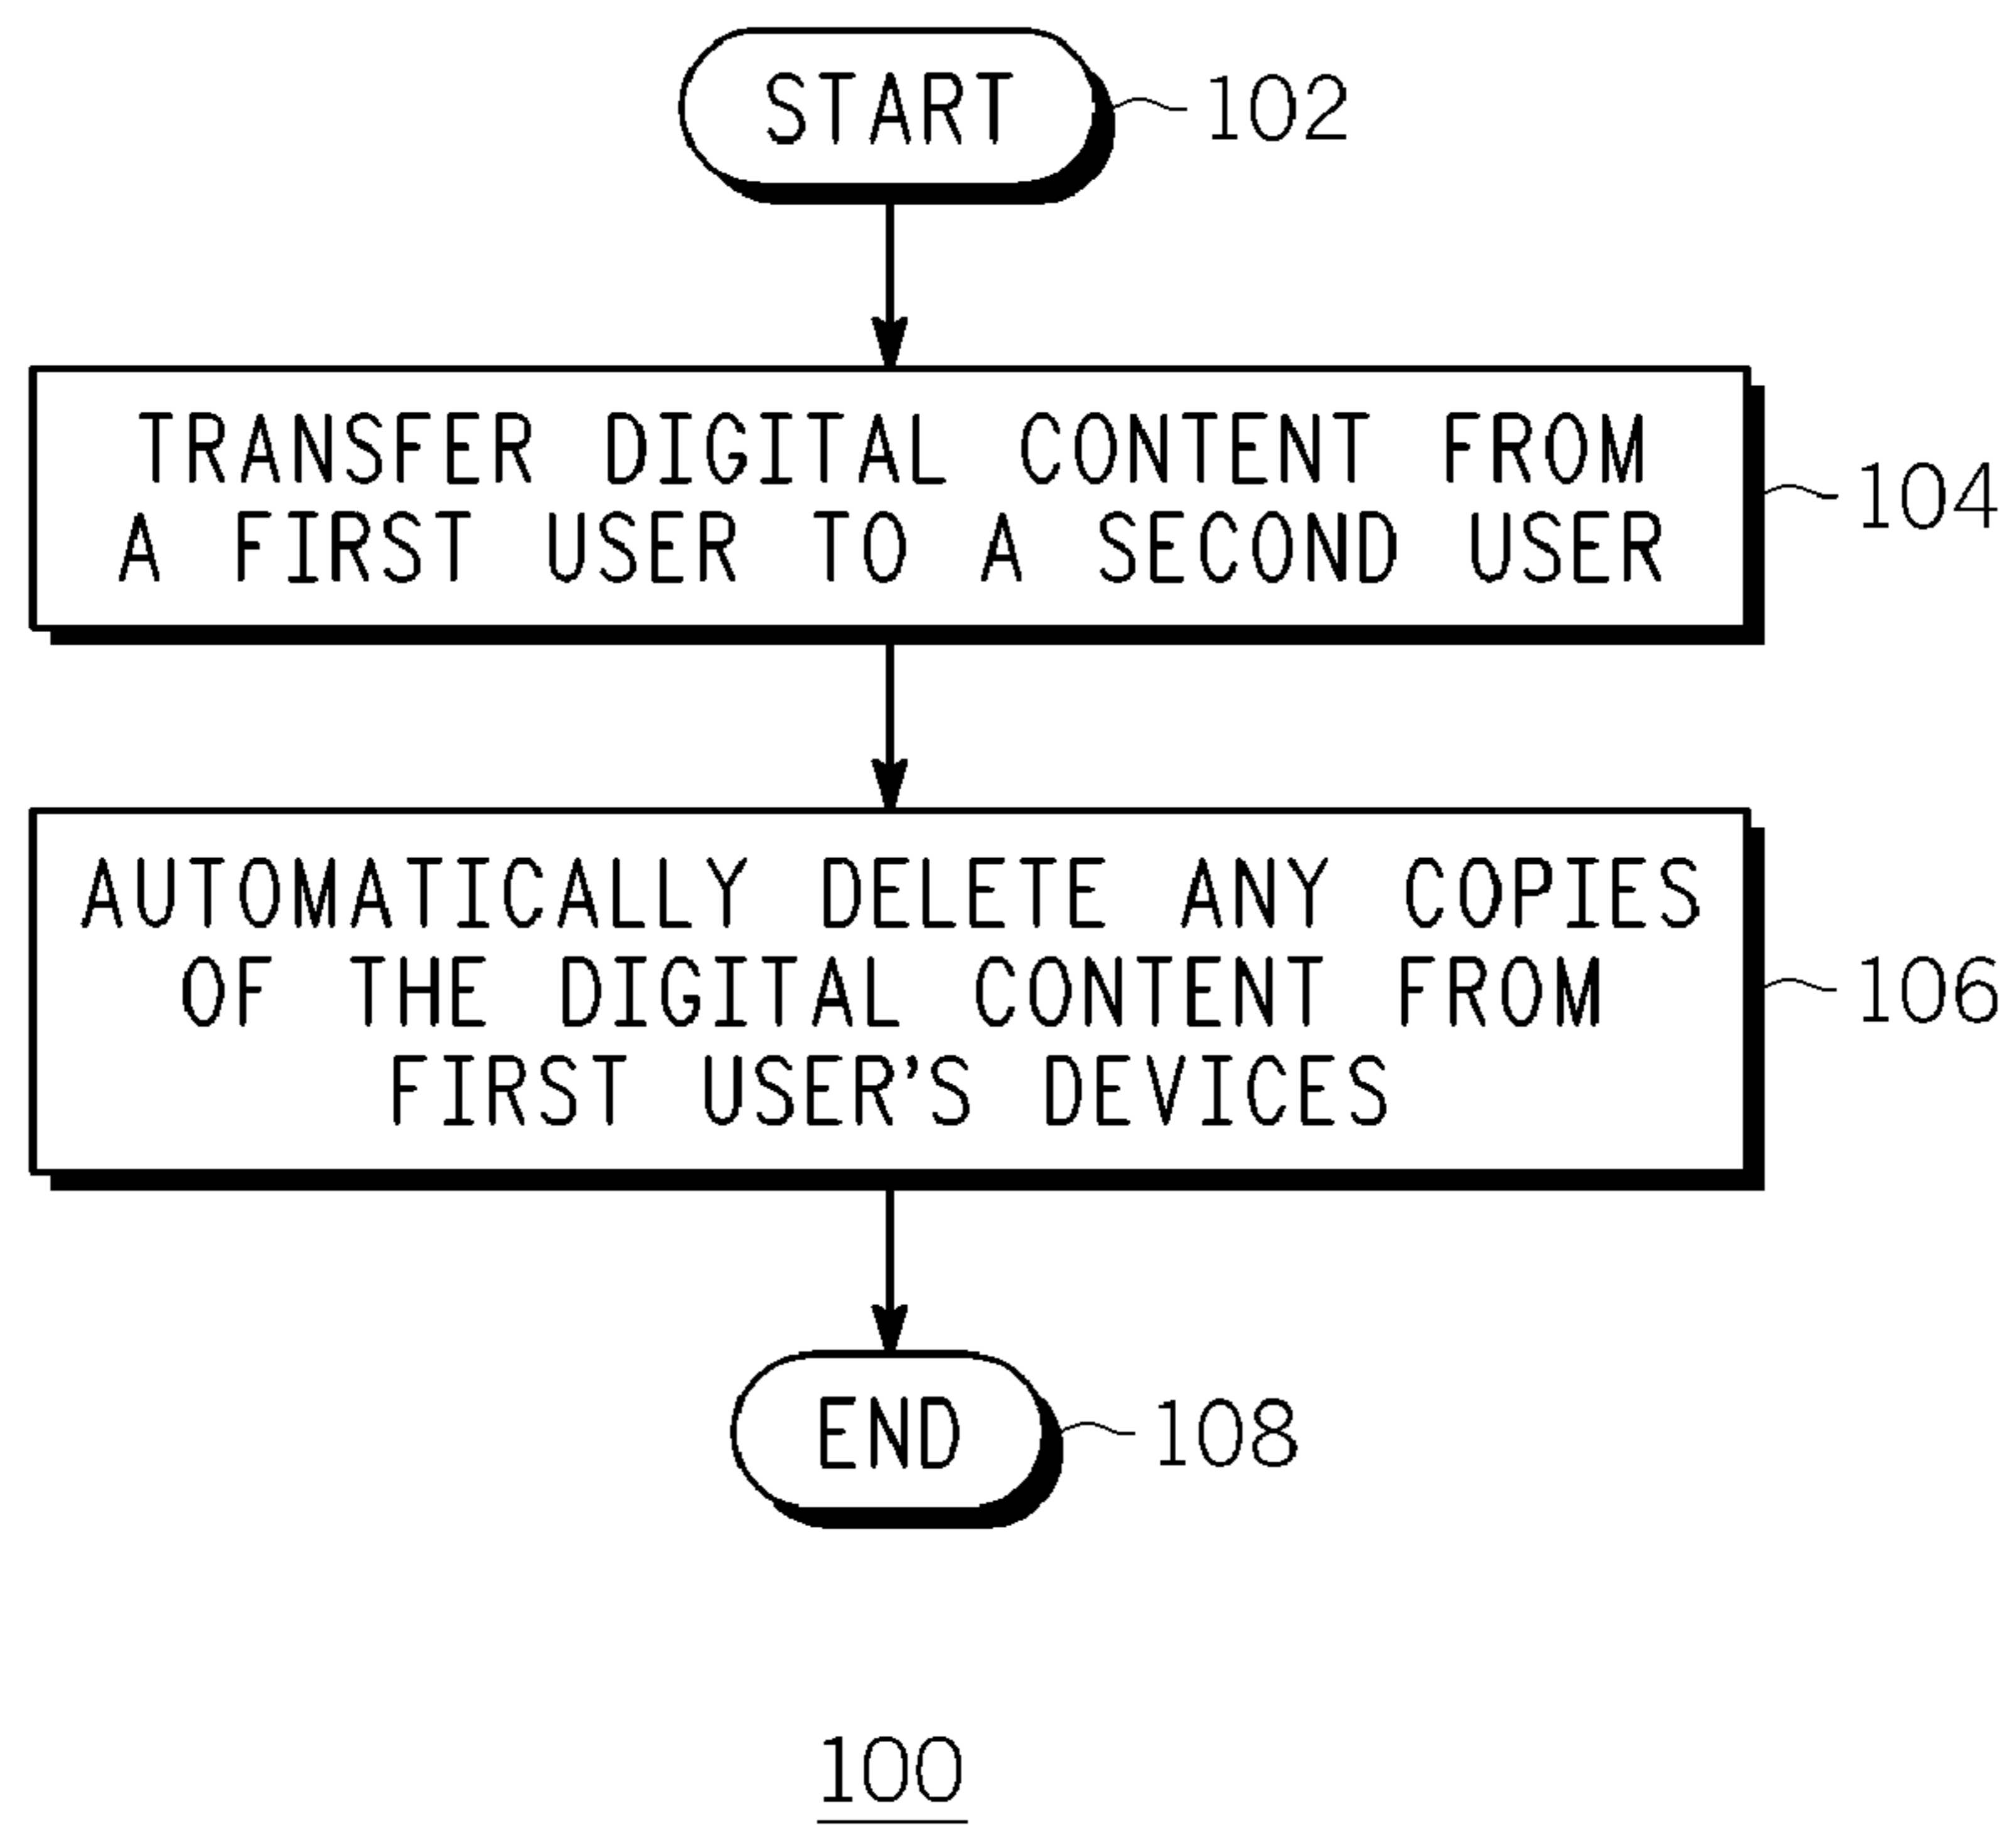 START
102
TRANSFER DIGITAL CONTENT FROM
A FIRST USER TO A SECOND USER
104
AUTOMATICALLY DELETE ANY COPIES
OF THE DIGITAL CONTENT FROM
FIRST USER'S DEVICES
106
END
108
100